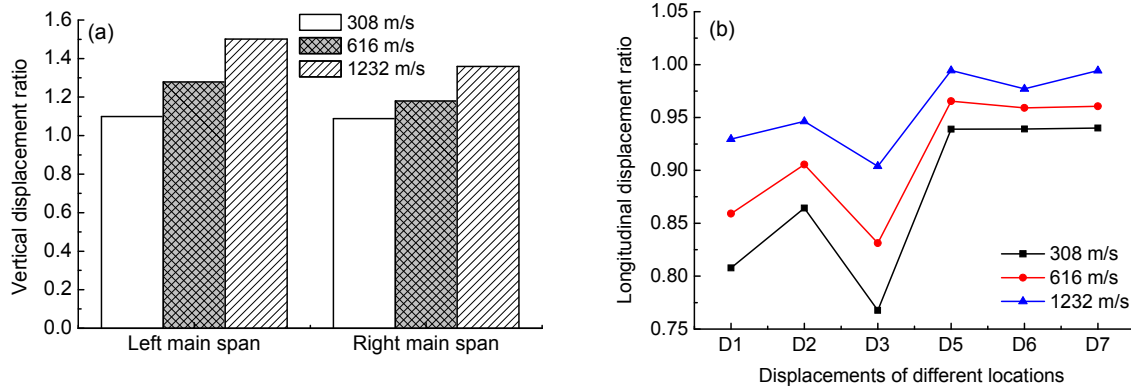 (a)
308 m/s
616 m/s
1232 m/s
Vertical displacement ratio
1.6
1.4
1.2
1.0
0.8
0.6
0.4
0.2
0.0
Left main span
Right main span
(b)
Longitudinal displacement ratio
1.05
1.00
0.95
0.90
0.85
0.80
0.75
308 m/s
616 m/s
1232 m/s
D1
D2
D3
D5
D6
D7
Displacements of different locations